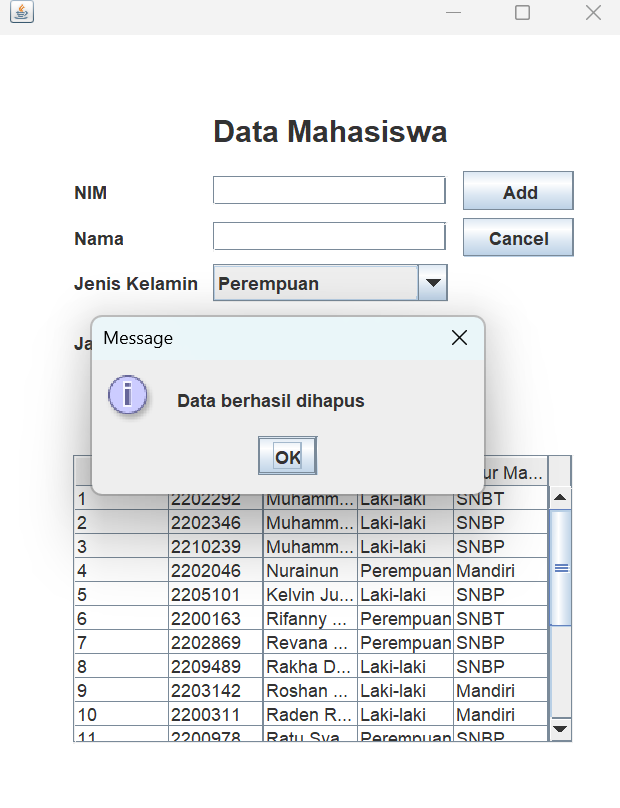 Data Mahasiswa
NIM
Add
Nama
Cancel
Jenis Kelamin Perempuan
Message
Data berhasil dihapus
OK
1 2202292 Muhamm... Laki-laki SNBT
2 2202346 Muhamm... Laki-laki SNBP
3 2210239 Muhamm... Laki-laki SNBP
4 2202046 Nurainun Perempuan Mandiri
5 2205101 Kelvin Ju... Laki-laki SNBP
6 2200163 Rifanny ... Perempuan SNBT
7 2202869 Revana ... Perempuan SNBP
8 2209489 Rakha D... Laki-laki SNBP
9 2203142 Roshan ... Laki-laki Mandiri
10 2200311 Raden R... Laki-laki Mandiri
11 2200978 Ratu Sya... Perempuan SNBP